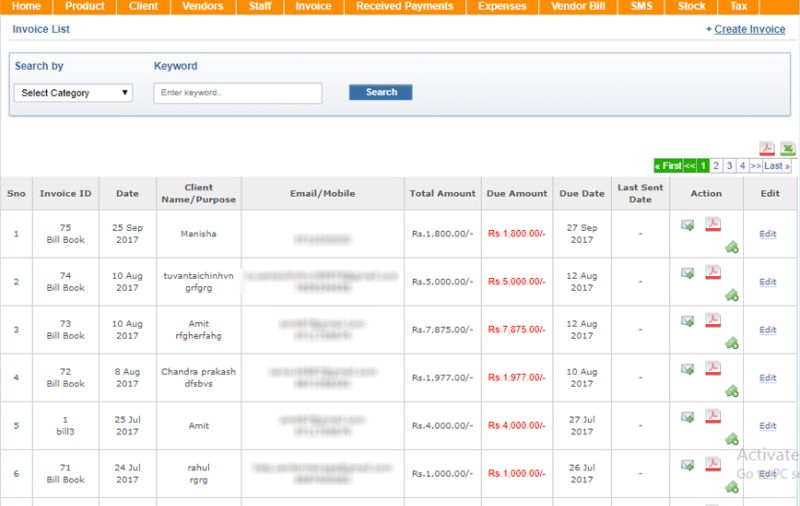 Home Product Client Vendors Staff Invoice Received Payments Expenses Vendor Bill SMS Stock Tax
Invoice List + Create Invoice
Search by Keyword
Select Category ▼ Enter keyword.. Search
« First << 1 2 3 4 >> Last »
Sno Invoice ID Date Client Name/Purpose Email/Mobile Total Amount Due Amount Due Date Last Sent Date Action Edit
1 75 Bill Book 25 Sep 2017 Manisha Rs.1,800.00/- Rs.1,800.00/- 27 Sep 2017 - Edit
2 74 Bill Book 10 Aug 2017 tuvantaichinhvn grfgrg Rs.5,000.00/- Rs.5,000.00/- 12 Aug 2017 - Edit
3 73 Bill Book 10 Aug 2017 Amit rfgherfahg Rs.7,875.00/- Rs.7,875.00/- 12 Aug 2017 - Edit
4 72 Bill Book 8 Aug 2017 Chandra prakash dfsbvs Rs.1,977.00/- Rs.1,977.00/- 10 Aug 2017 - Edit
5 1 bill3 25 Jul 2017 Amit Rs.4,000.00/- Rs.4,000.00/- 27 Jul 2017 - Edit
6 71 Bill Book 24 Jul 2017 rahul rgrg Rs.1,000.00/- Rs.1,000.00/- 26 Jul 2017 - Edit
Activate
Go to PC se